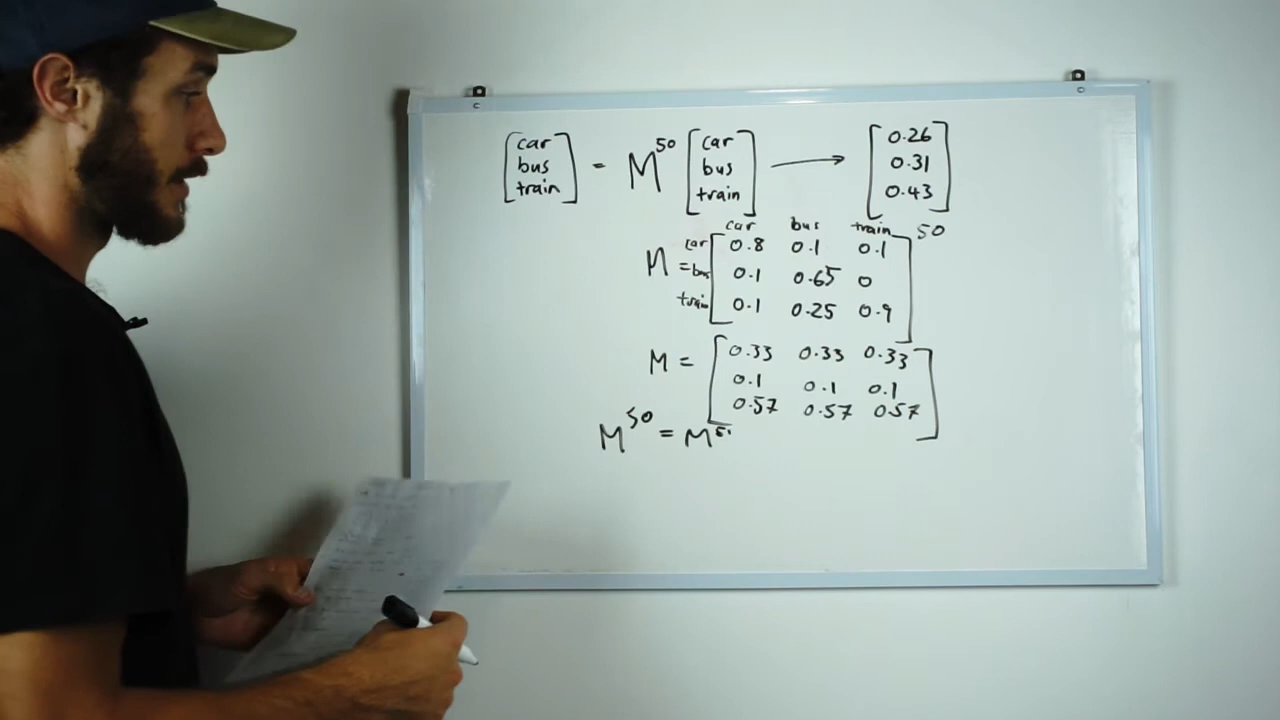 car car 0.26
bus = M⁵⁰ bus → 0.31
train train 0.43
car bus train 50
car 0.8 0.1 0.1
M = bus 0.1 0.65 0
train 0.1 0.25 0.9
0.33 0.33 0.33
M = 0.1 0.1 0.1
0.57 0.57 0.57
M⁵⁰ = M⁵¹